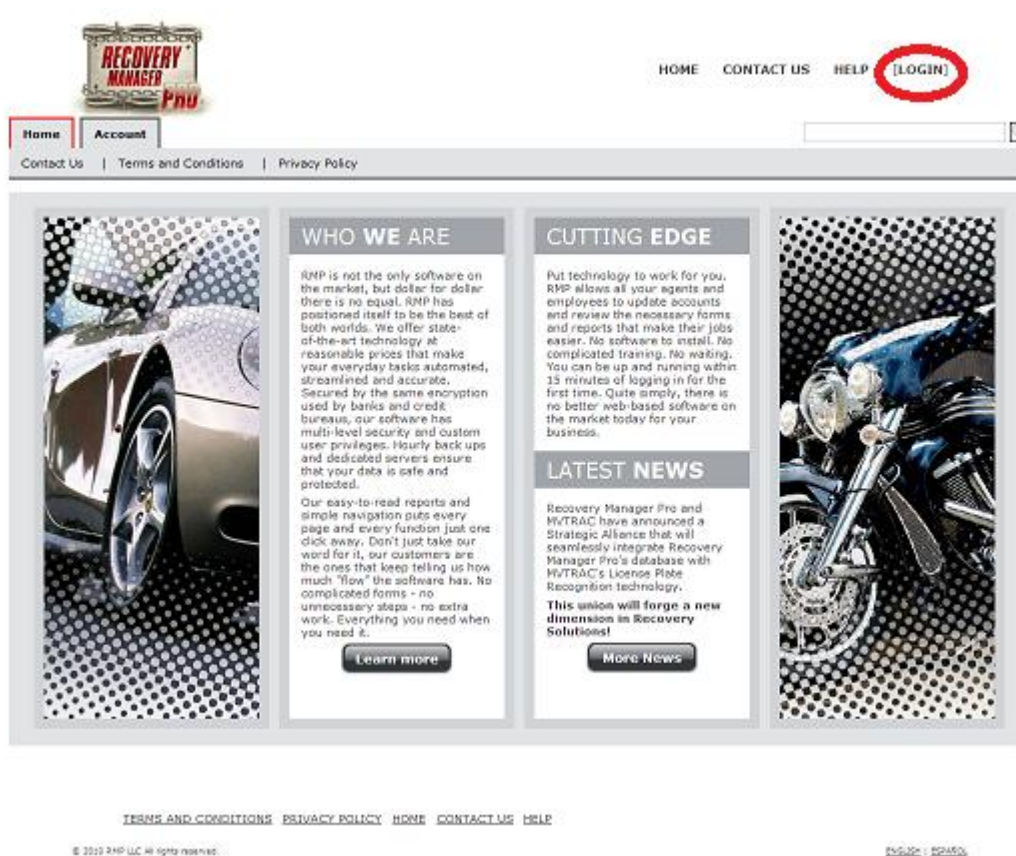 RECOVERY
MANAGER
PRO
HOME CONTACT US HELP [LOGIN]
Home Account
Contact Us | Terms and Conditions | Privacy Policy
WHO WE ARE
RMP is not the only software on
the market, but dollar for dollar
there is no equal. RMP has
positioned itself to be the best of
both worlds. We offer state-
of-the-art technology at
reasonable prices that make
your everyday tasks automated,
streamlined and accurate.
Secured by the same encryption
used by banks and credit
bureaus, our software has
multi-level security and custom
user privileges. Hourly back ups
and dedicated servers ensure
that your data is safe and
protected.
Our easy-to-read reports and
simple navigation puts every
page and every function just one
click away. Don't just take our
word for it, our customers are
the ones that keep telling us how
much "flow" the software has. No
complicated forms - no
unnecessary steps - no extra
work. Everything you need when
you need it.
Learn more
CUTTING EDGE
Put technology to work for you.
RMP allows all your agents and
employees to update accounts
and review the necessary forms
and reports that make their jobs
easier. No software to install. No
complicated training. No waiting.
You can be up and running within
15 minutes of logging in for the
first time. Quite simply, there is
no better web-based software on
the market today for your
business.
LATEST NEWS
Recovery Manager Pro and
MVTRAC have announced a
Strategic Alliance that will
seamlessly integrate Recovery
Manager Pro's database with
MVTRAC's License Plate
Recognition technology.
This union will forge a new
dimension in Recovery
Solutions!
More News
TERMS AND CONDITIONS PRIVACY POLICY HOME CONTACT US HELP
© 2010 RMP LLC All rights reserved.
ENGLISH | ESPAÑOL